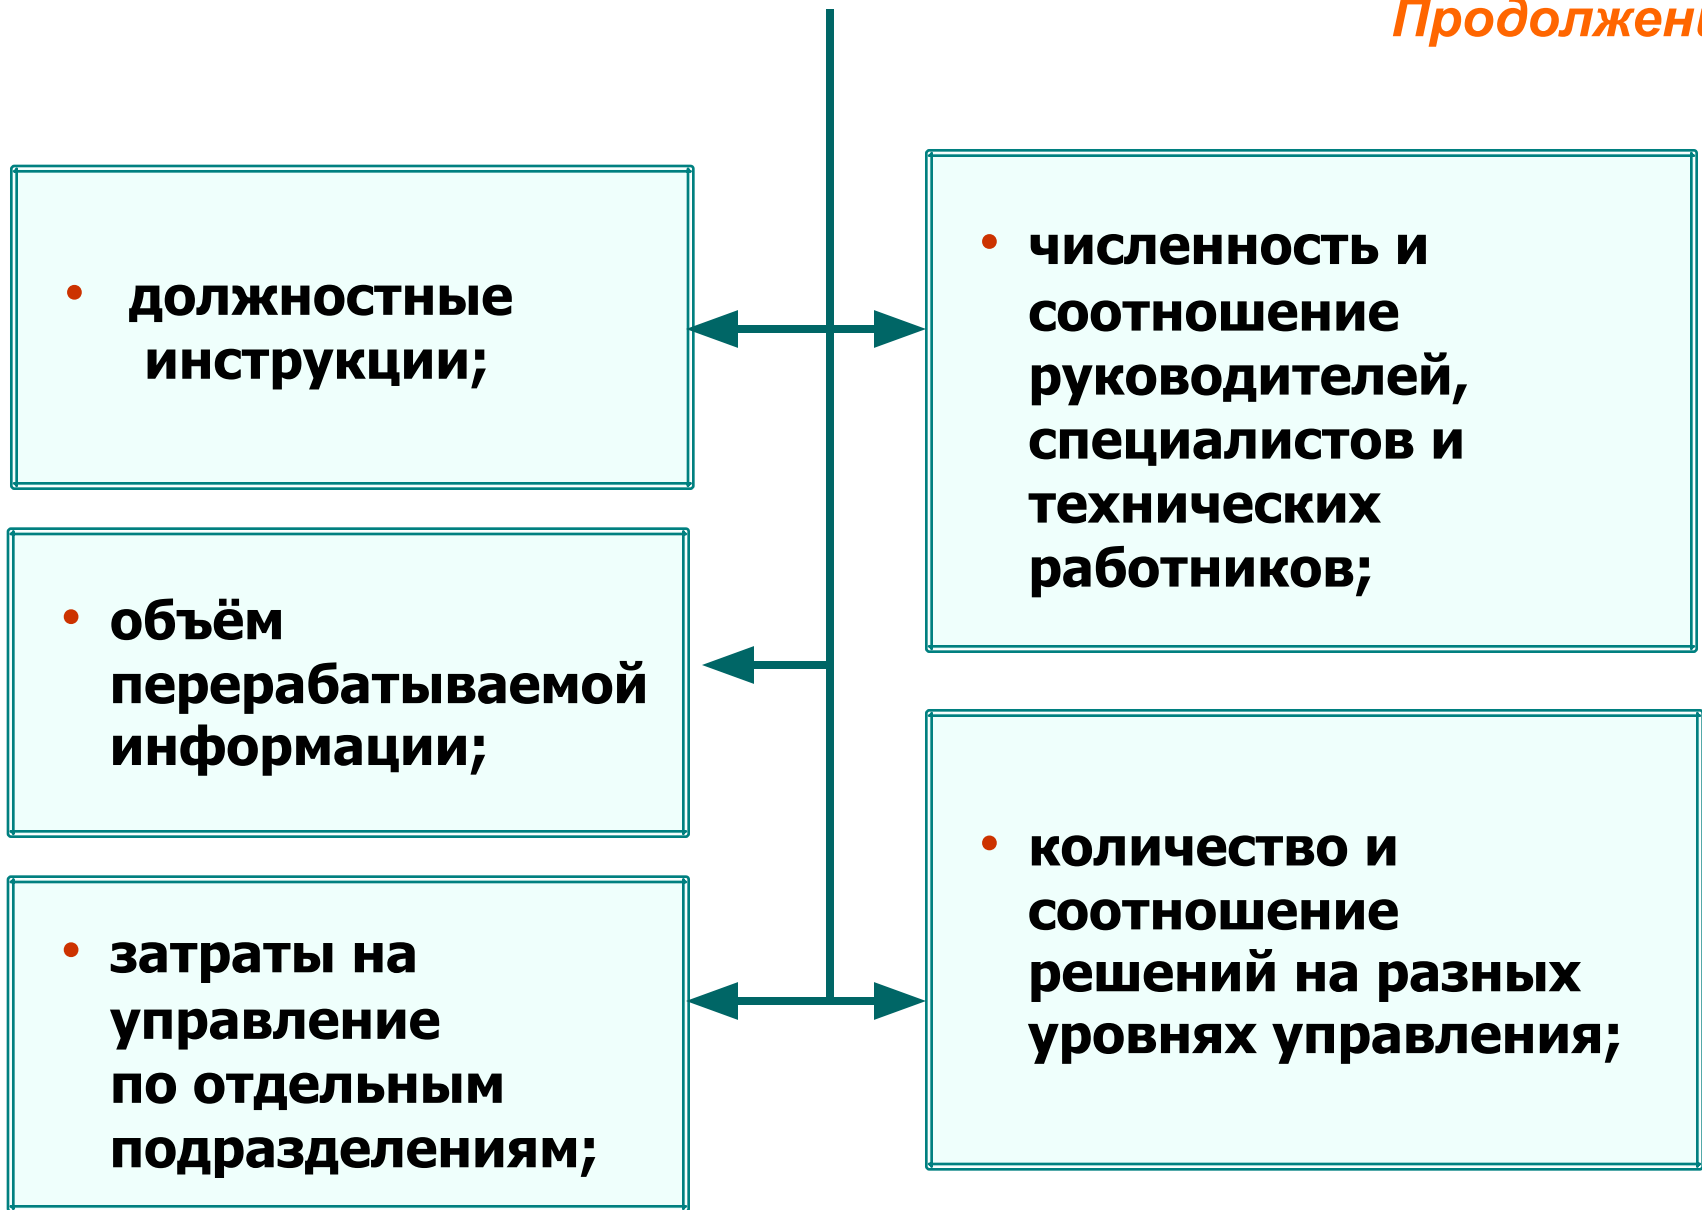 • должностные
инструкции;
• объём
перерабатываемой
информации;
• затраты на
управление
по отдельным
подразделениям;
• численность и
соотношение
руководителей,
специалистов и
технических
работников;
• количество и
соотношение
решений на разных
уровнях управления;